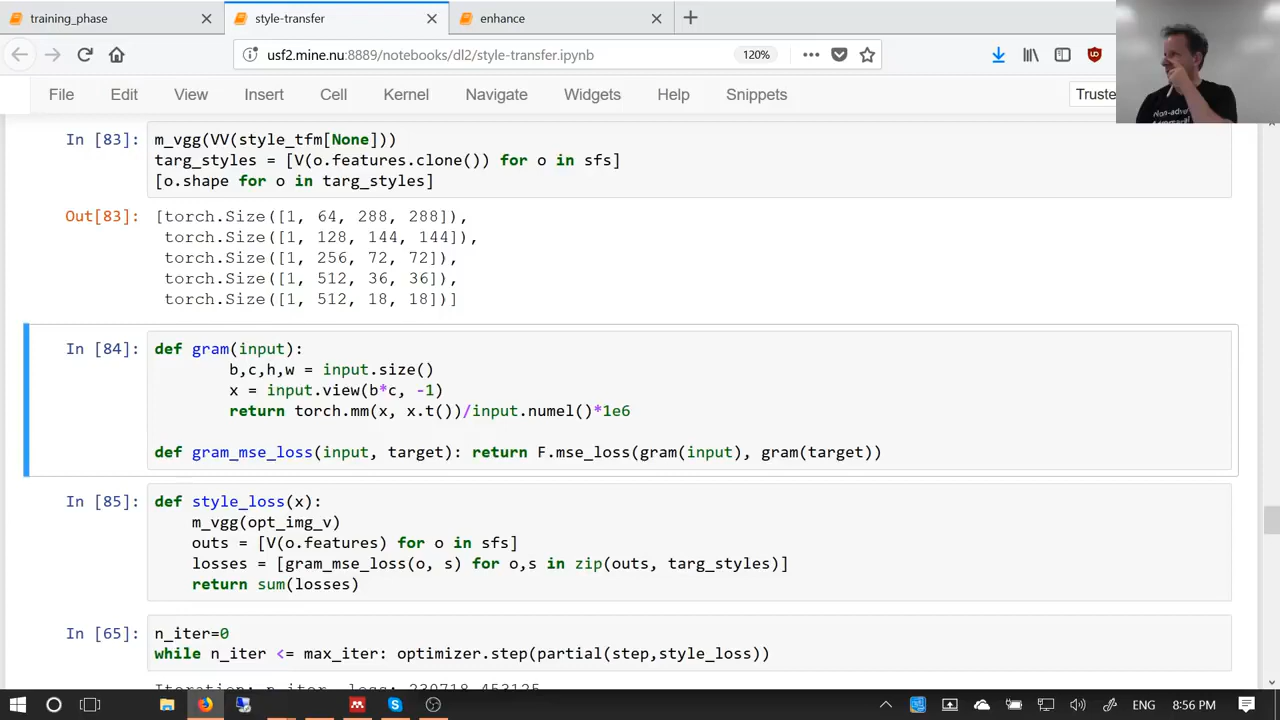 training_phase
style-transfer
enhance
usf2.mine.nu:8889/notebooks/dl2/style-transfer.ipynb
120%
File Edit View Insert Cell Kernel Navigate Widgets Help Snippets
Truste
In [83]:
m_vgg(VV(style_tfm[None]))
targ_styles = [V(o.features.clone()) for o in sfs]
[o.shape for o in targ_styles]
Out[83]:
[torch.Size([1, 64, 288, 288]),
torch.Size([1, 128, 144, 144]),
torch.Size([1, 256, 72, 72]),
torch.Size([1, 512, 36, 36]),
torch.Size([1, 512, 18, 18])]
In [84]:
def gram(input):
b,c,h,w = input.size()
x = input.view(b*c, -1)
return torch.mm(x, x.t())/input.numel()*1e6
def gram_mse_loss(input, target): return F.mse_loss(gram(input), gram(target))
In [85]:
def style_loss(x):
m_vgg(opt_img_v)
outs = [V(o.features) for o in sfs]
losses = [gram_mse_loss(o, s) for o,s in zip(outs, targ_styles)]
return sum(losses)
In [65]:
n_iter=0
while n_iter <= max_iter: optimizer.step(partial(step,style_loss))
Iteration: n_iter, loss: 230718.453125
ENG
8:56 PM